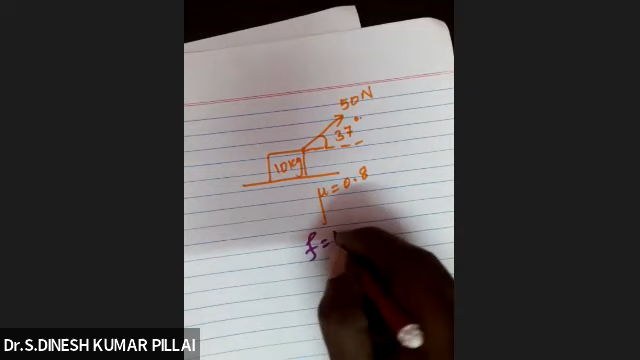 50N
37°
10kg
μ = 0.8
f =
Dr.S.DINESH KUMAR PILLAI